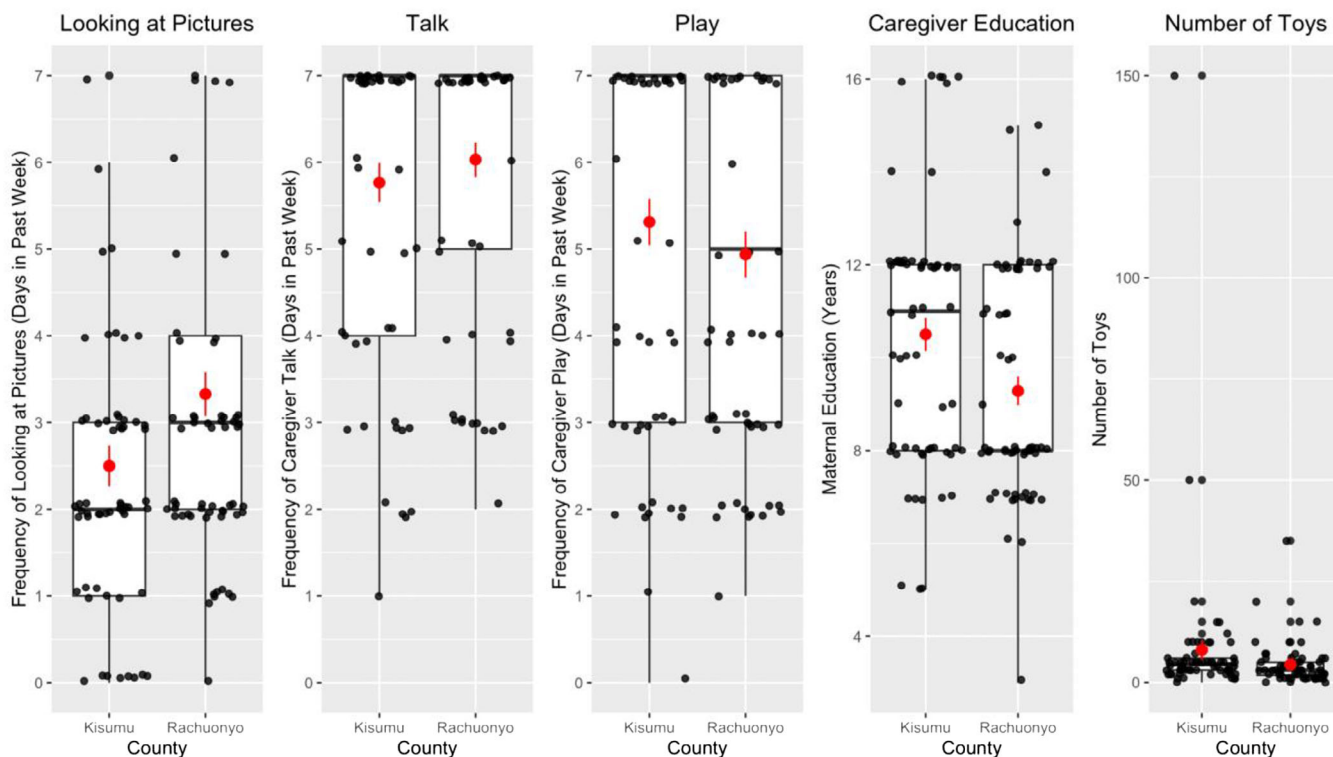 Looking at Pictures
Frequency of Looking at Pictures (Days in Past Week)
7
6
5
4
3
2
1
0
Kisumu Rachuonyo
County
Talk
Frequency of Caregiver Talk (Days in Past Week)
7
6
5
4
3
2
1
0
Kisumu Rachuonyo
County
Play
Frequency of Caregiver Play (Days in Past Week)
7
6
5
4
3
2
1
0
Kisumu Rachuonyo
County
Caregiver Education
Maternal Education (Years)
16
12
8
4
Kisumu Rachuonyo
County
Number of Toys
Number of Toys
150
100
50
0
Kisumu Rachuonyo
County